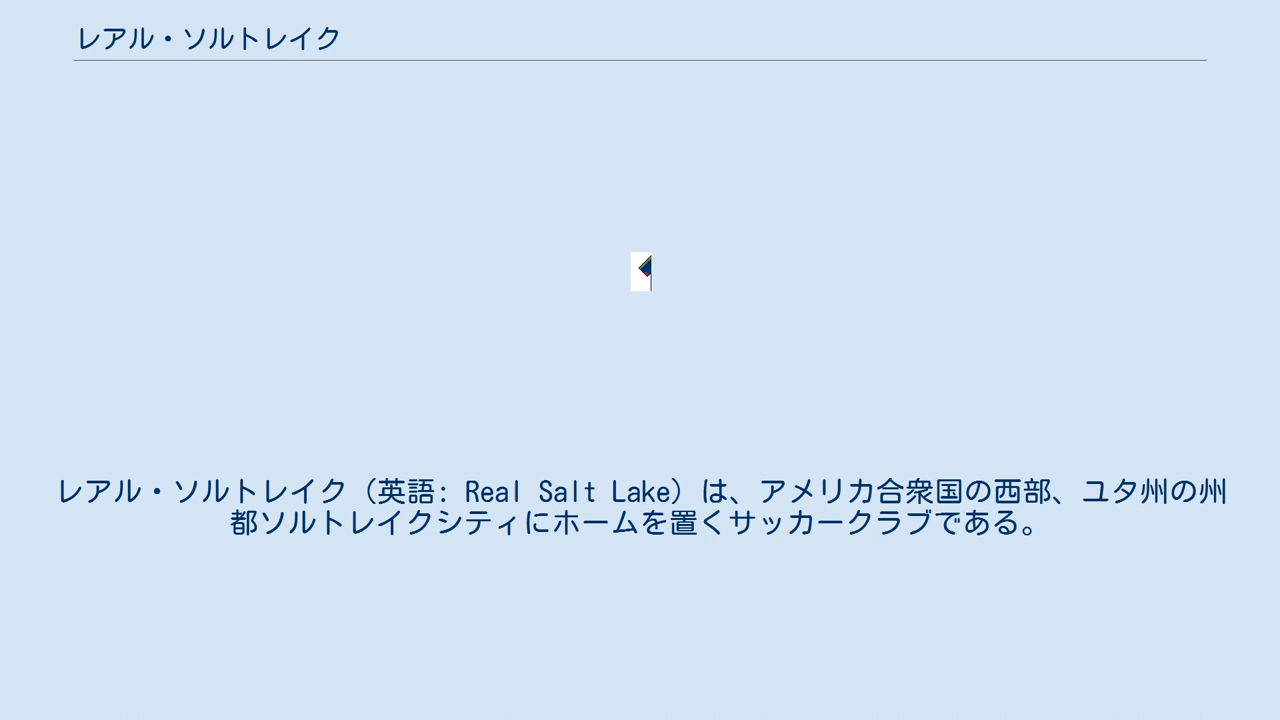 レアル・ソルトレイク
レアル・ソルトレイク（英語: Real Salt Lake）は、アメリカ合衆国の西部、ユタ州の州
都ソルトレイクシティにホームを置くサッカークラブである。